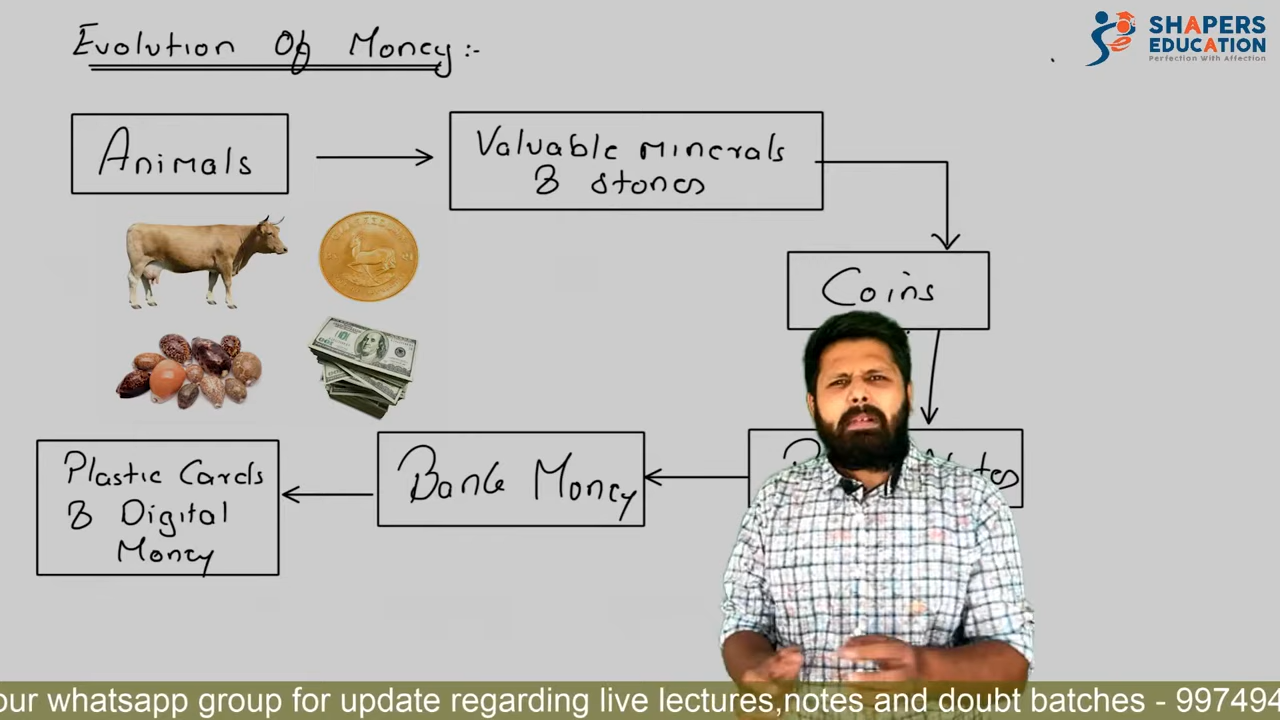 Evolution Of Money:-
SHAPERS
EDUCATION
Perfection With Affection
Animals
Valuable minerals
& stones
Coins
Plastic Cards
& Digital
Money
Bank Money
our whatsapp group for update regarding live lectures,notes and doubt batches - 997494